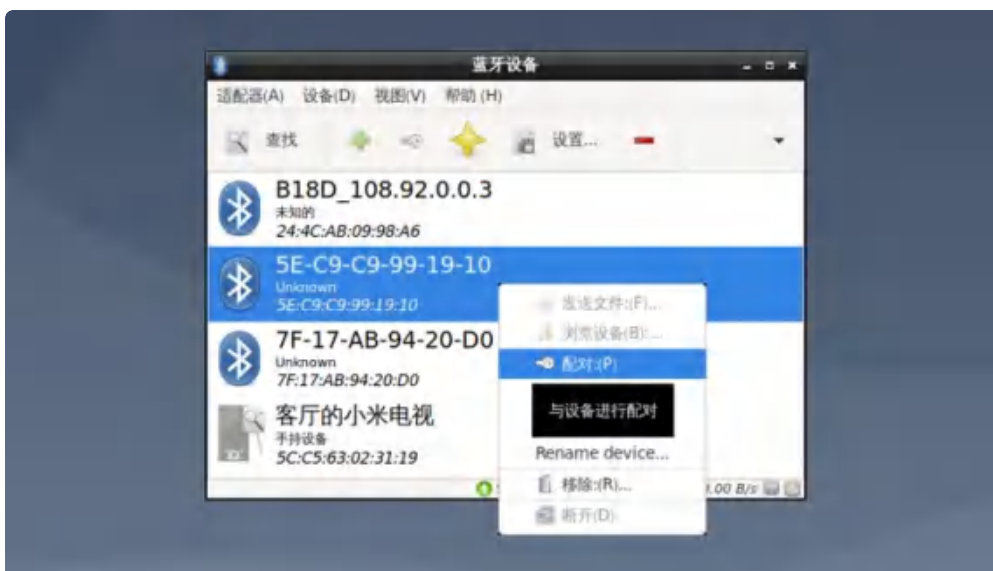 蓝牙设备
适配器(A) 设备(D) 视图(V) 帮助 (H)
查找 设置...
B18D_108.92.0.0.3
未知的
24:4C:AB:09:98:A6
5E-C9-C9-99-19-10
Unknown
5E:C9:C9:99:19:10
7F-17-AB-94-20-D0
Unknown
7F:17:AB:94:20:D0
客厅的小米电视
手持设备
5C:C5:63:02:31:19
发送文件:(F)...
浏览设备(B):...
配对:(P)
与设备进行配对
Rename device...
移除:(R)...
断开(D)
.00 B/s